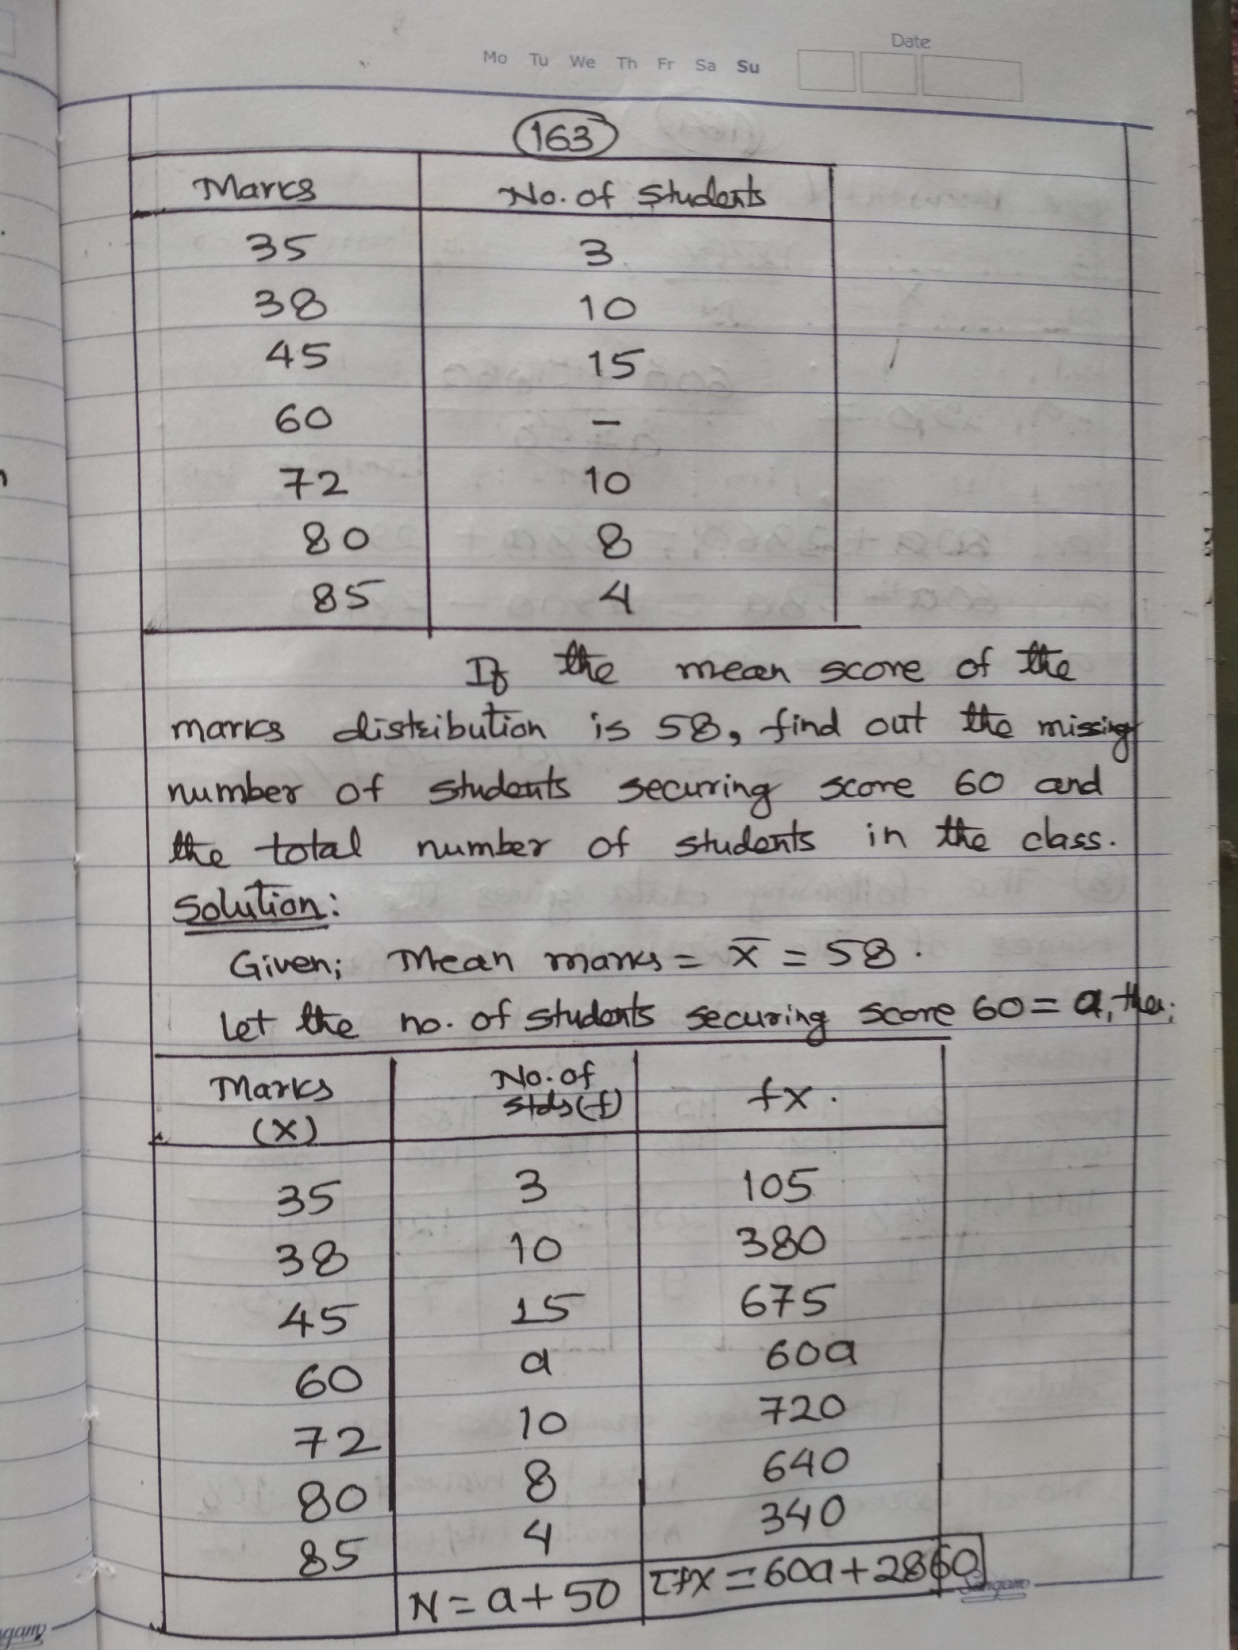 Date
Mo Tu We Th Fr Sa Su
163
Marks No. of Students
35 3
38 10
45 15
60 –
72 10
80 8
85 4
If the mean score of the
marks distribution is 58, find out the missing
number of students securing score 60 and
the total number of students in the class.
Solution:
Given; Mean marks = x̄ = 58.
Let the no. of students securing score 60 = a, then;
Marks (X) No. of stds (f) fx.
35 3 105
38 10 380
45 15 675
60 a 60a
72 10 720
80 8 640
85 4 340
N = a + 50 Σfx = 60a + 2860
Sangam